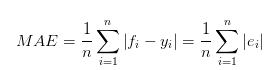 MAE = \frac{1}{n} \sum_{i=1}^{n} |f_i - y_i| = \frac{1}{n} \sum_{i=1}^{n} |e_i|